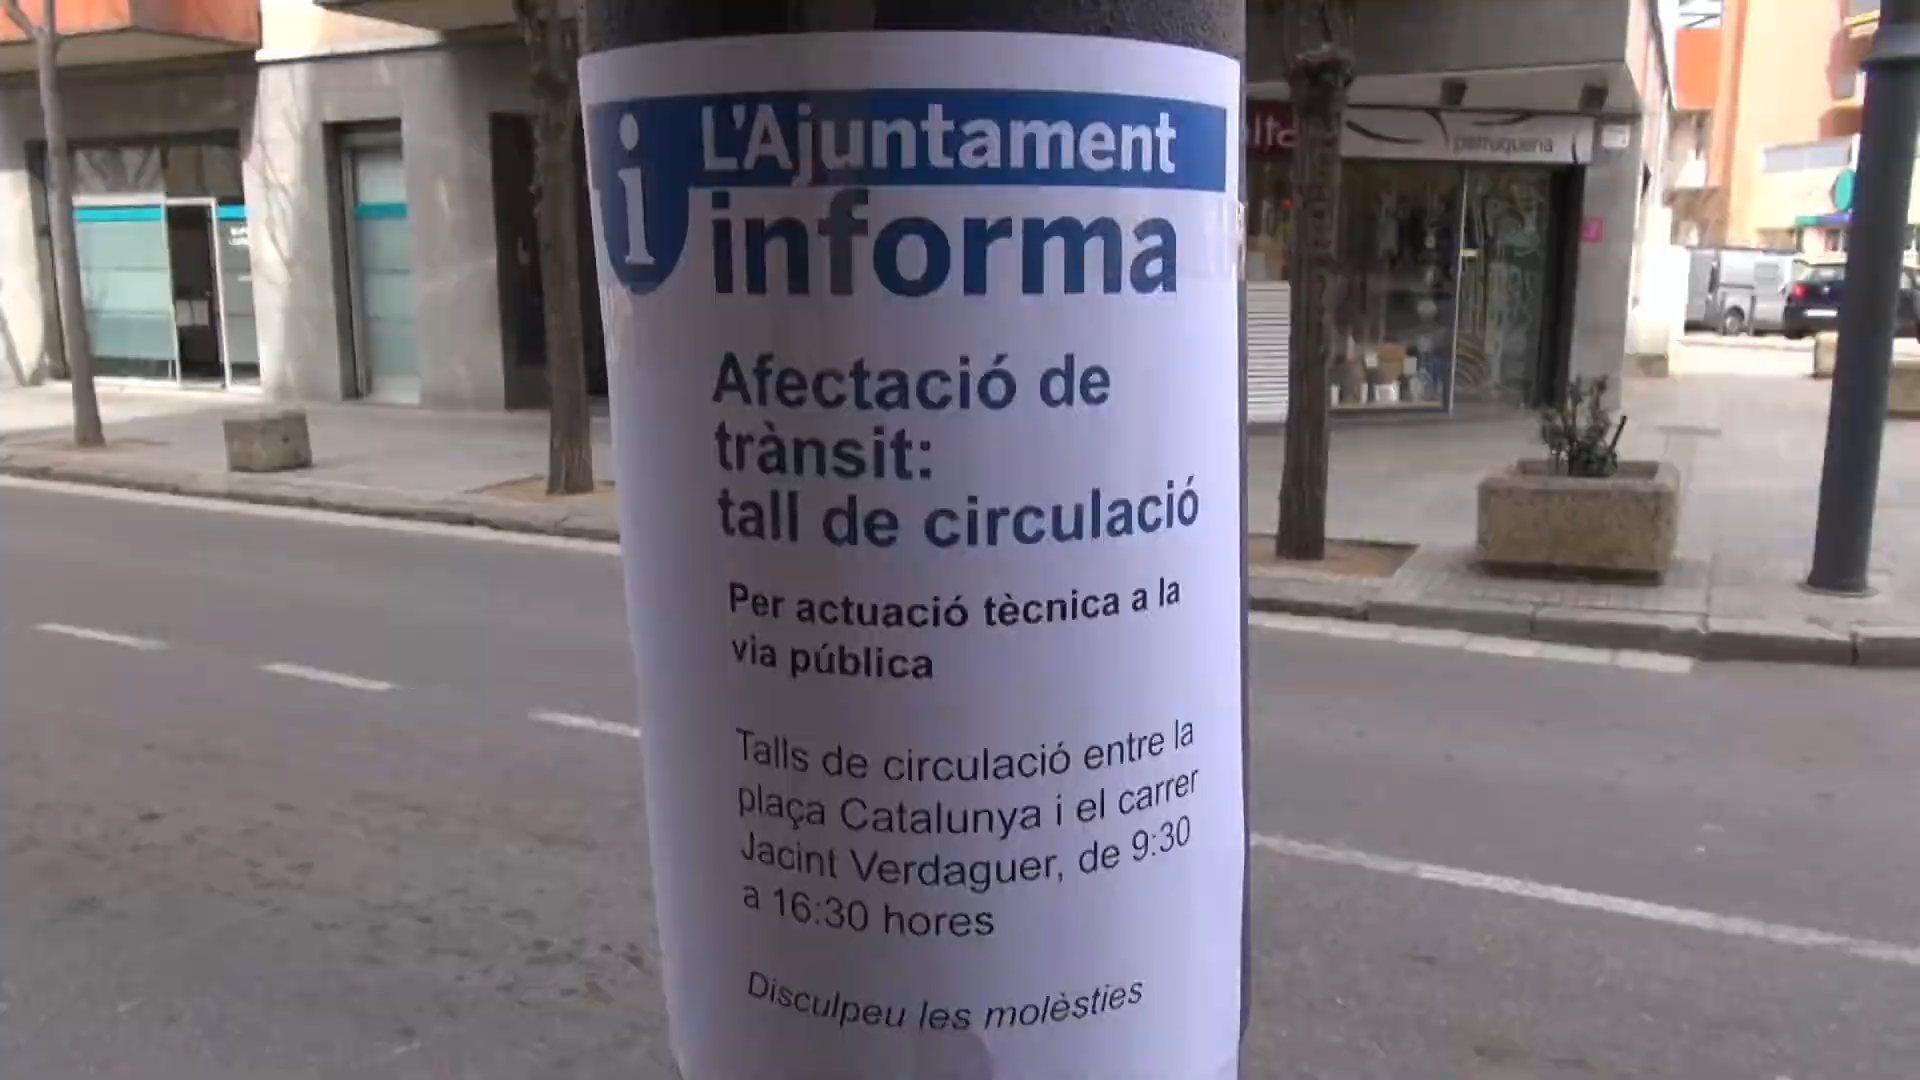 i
L'Ajuntament
informa
Afectació de
trànsit:
tall de circulació
Per actuació tècnica a la
via pública
Talls de circulació entre la
plaça Catalunya i el carrer
Jacint Verdaguer, de 9:30
a 16:30 hores
Disculpeu les molèsties
perruqueria